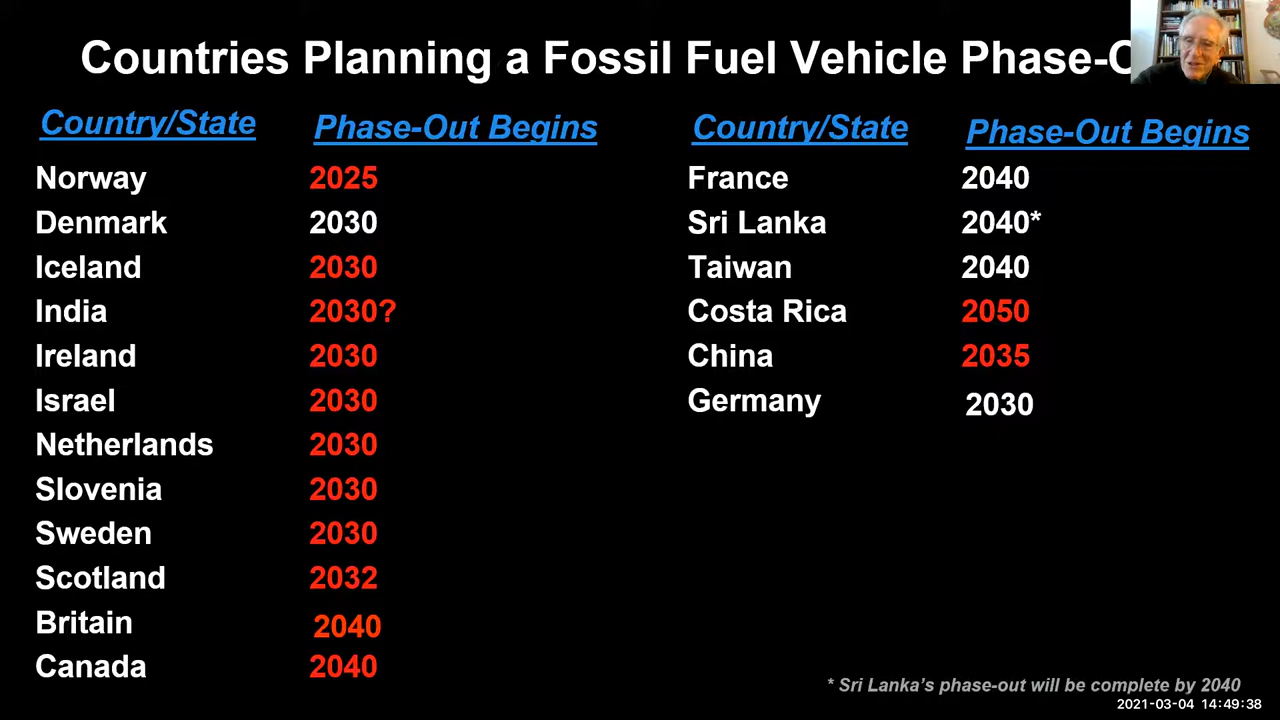 Countries Planning a Fossil Fuel Vehicle
Country/State Phase-Out Begins Country/State Phase-Out Begins
Norway 2025 France 2040
Denmark 2030 Sri Lanka 2040*
Iceland 2030 Taiwan 2040
India 2030? Costa Rica 2050
Ireland 2030 China 2035
Israel 2030 Germany 2030
Netherlands 2030
Slovenia 2030
Sweden 2030
Scotland 2032
Britain 2040
Canada 2040
* Sri Lanka's phase-out will be complete by 2040
2021-03-04 14:49:38